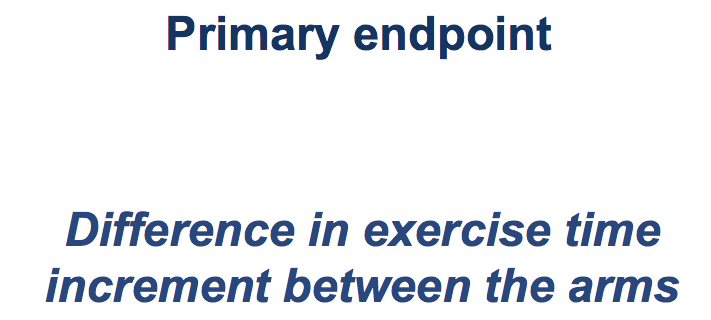 Primary endpoint
Difference in exercise time
increment between the arms